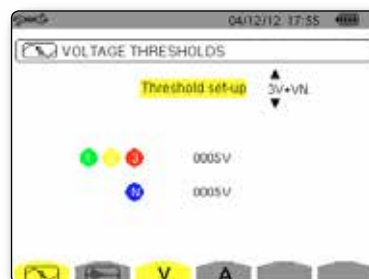 04/12/12 17:55
VOLTAGE THRESHOLDS
Threshold set-up 3V+VN
1 2 3 0005V
N 0005V
V A